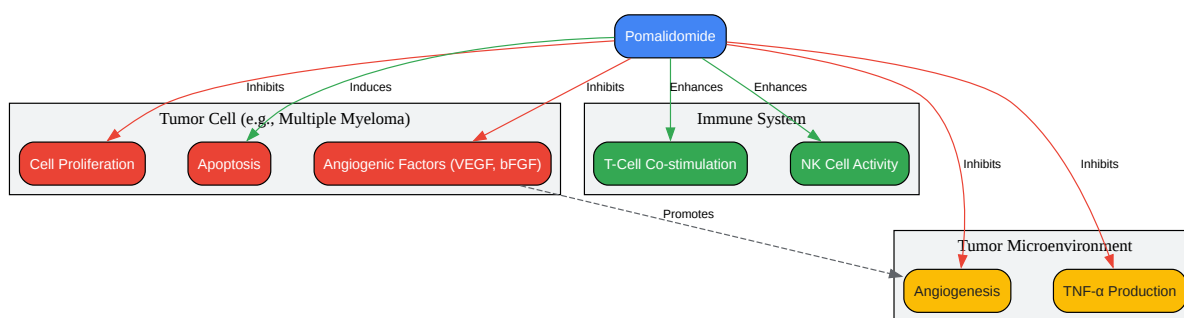 Pomalidomide
Inhibits
Induces
Inhibits
Enhances
Enhances
Tumor Cell (e.g., Multiple Myeloma)
Immune System
Cell Proliferation
Apoptosis
Angiogenic Factors (VEGF, bFGF)
T-Cell Co-stimulation
NK Cell Activity
Inhibits
Inhibits
Promotes
Tumor Microenvironment
Angiogenesis
TNF-α Production